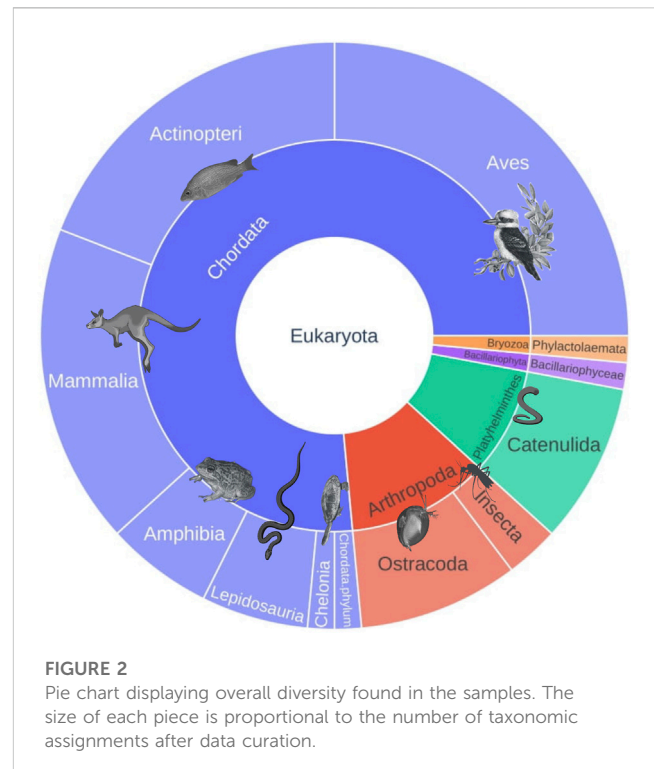 Actinopteri
Aves
Chordata
Eukaryota
Bryozoa
Phylactolaemata
Bacillariophyta
Bacillariophyceae
Mammalia
Platyhelminthes
Catenulida
Arthropoda
Insecta
Amphibia
Ostracoda
Lepidosauria
Chelonia
Chordata.phylum
FIGURE 2
Pie chart displaying overall diversity found in the samples. The
size of each piece is proportional to the number of taxonomic
assignments after data curation.